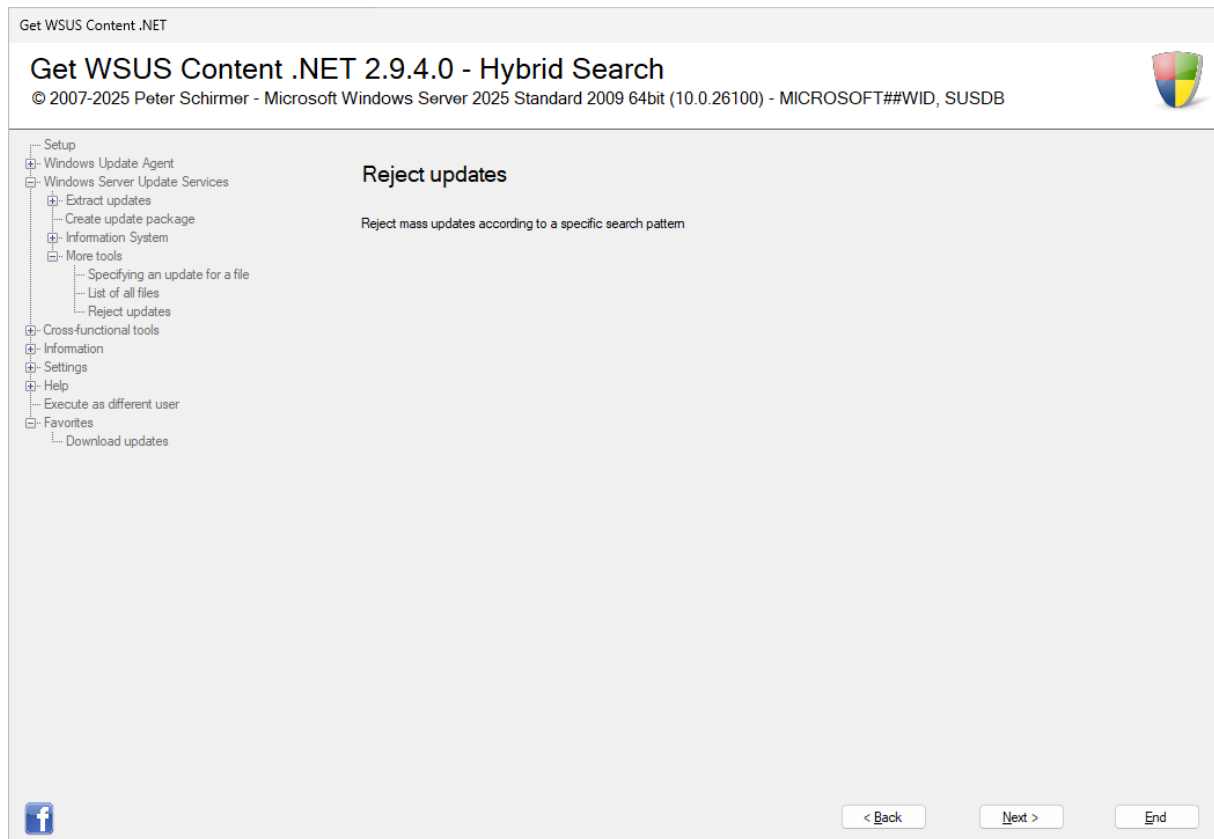 Get WSUS Content .NET
Get WSUS Content .NET 2.9.4.0 - Hybrid Search
© 2007-2025 Peter Schirmer - Microsoft Windows Server 2025 Standard 2009 64bit (10.0.26100) - MICROSOFT##WID, SUSDB
Setup
Windows Update Agent
Windows Server Update Services
Extract updates
Create update package
Information System
More tools
Specifying an update for a file
List of all files
Reject updates
Cross-functional tools
Information
Settings
Help
Execute as different user
Favorites
Download updates
Reject updates
Reject mass updates according to a specific search pattern
f
< Back
Next >
End